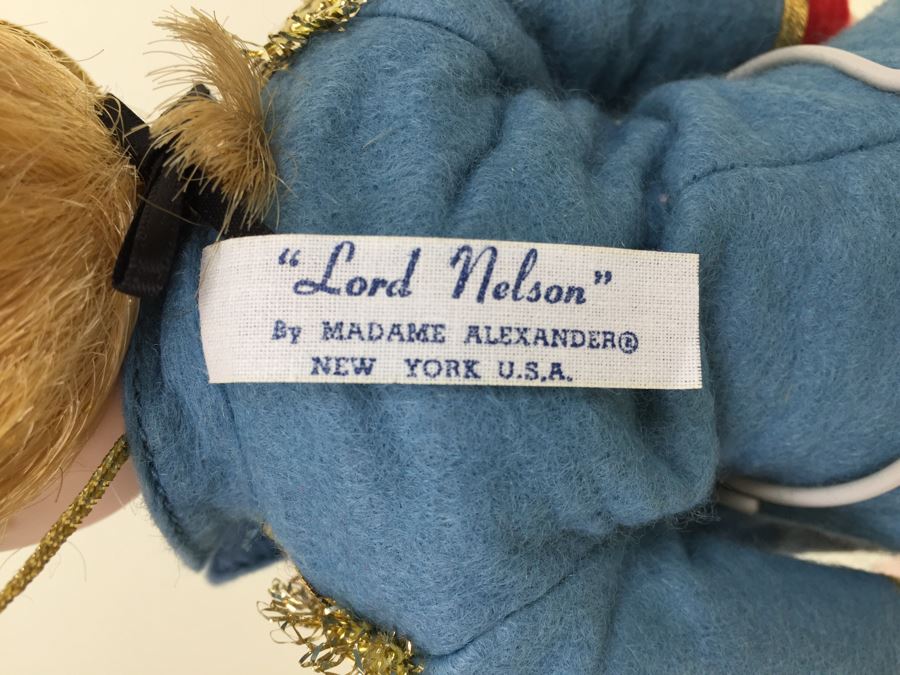 “Lord Nelson”
By MADAME ALEXANDER®
NEW YORK U.S.A.